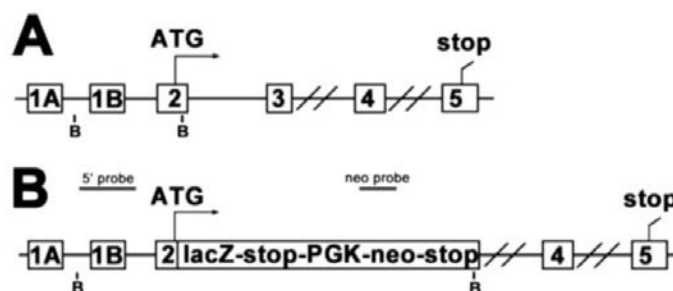 A
ATG
stop
1A 1B 2 3 4 5
B B
B
5' probe
neo probe
ATG
stop
1A 1B 2 lacZ-stop-PGK-neo-stop 4 5
B B